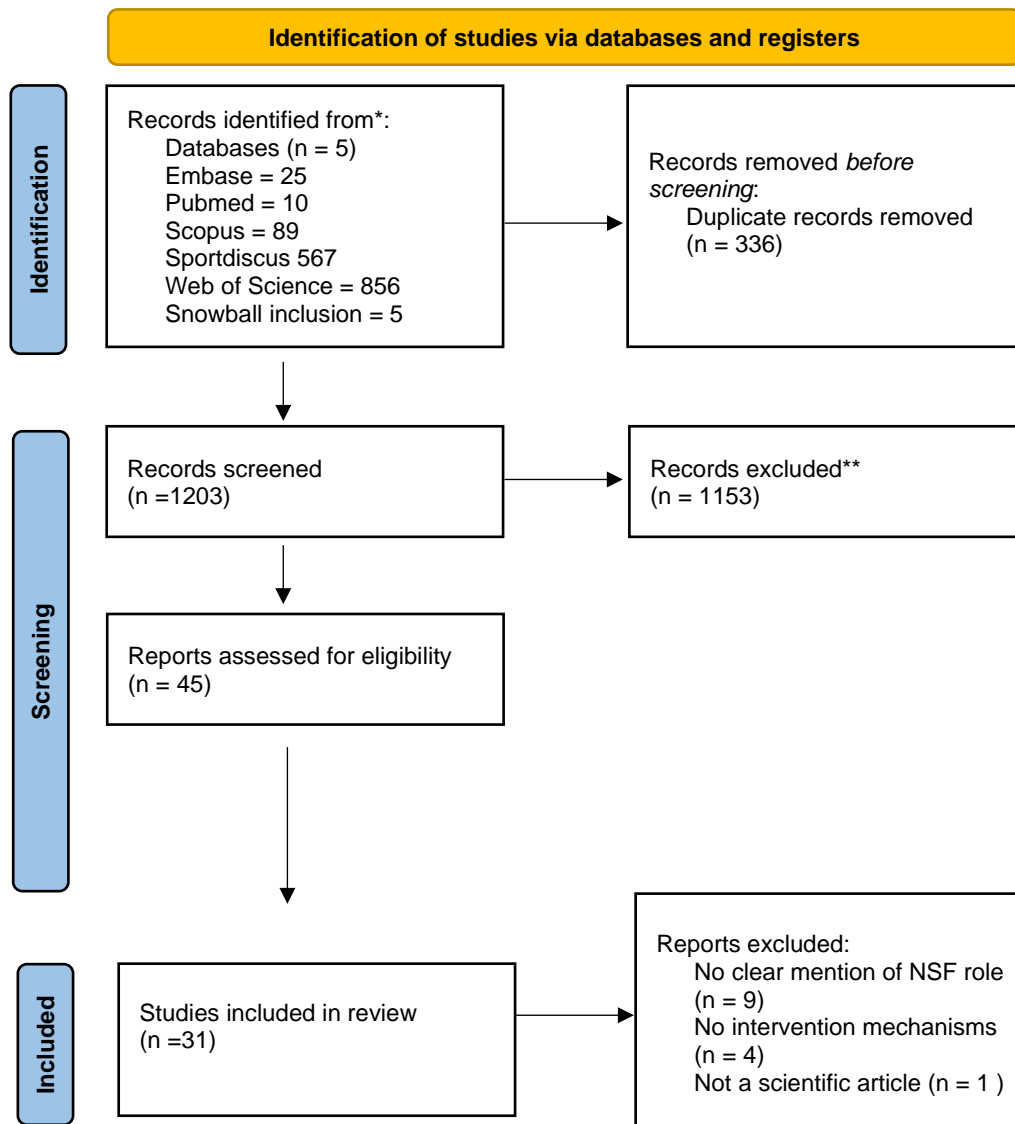 Identification of studies via databases and registers
Identification
Records identified from*:
Databases (n = 5)
Embase = 25
Pubmed = 10
Scopus = 89
Sportdiscus 567
Web of Science = 856
Snowball inclusion = 5
Records removed before
screening:
Duplicate records removed
(n = 336)
Screening
Records screened
(n =1203)
Records excluded**
(n = 1153)
Reports assessed for eligibility
(n = 45)
Included
Studies included in review
(n =31)
Reports excluded:
No clear mention of NSF role
(n = 9)
No intervention mechanisms
(n = 4)
Not a scientific article (n = 1 )